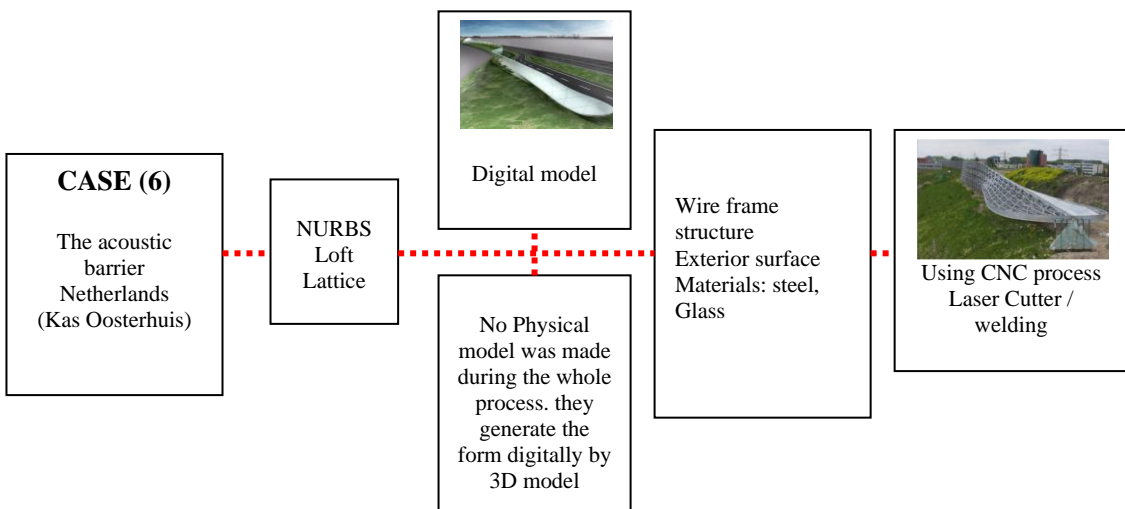 CASE (6)
The acoustic
barrier
Netherlands
(Kas Oosterhuis)
NURBS
Loft
Lattice
Digital model
No Physical
model was made
during the whole
process. they
generate the
form digitally by
3D model
Wire frame
structure
Exterior surface
Materials: steel,
Glass
Using CNC process
Laser Cutter /
welding